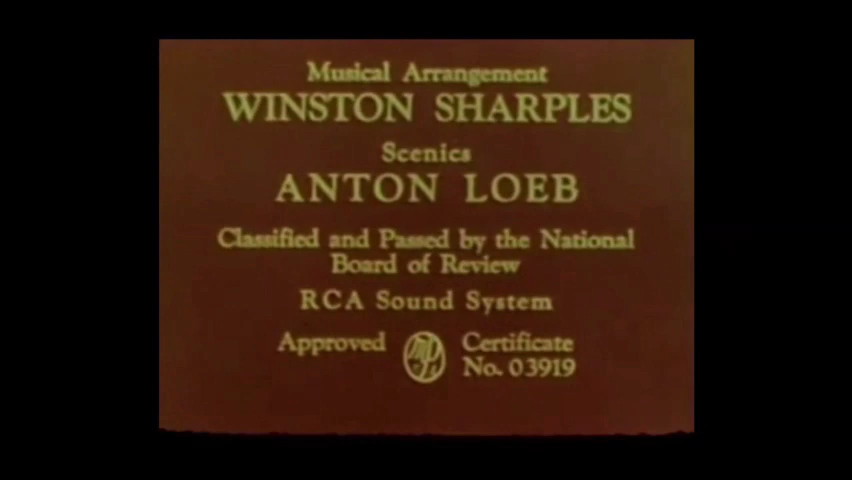 Musical Arrangement
WINSTON SHARPLES
Scenics
ANTON LOEB
Classified and Passed by the National
Board of Review
RCA Sound System
Approved Certificate
No. 03919